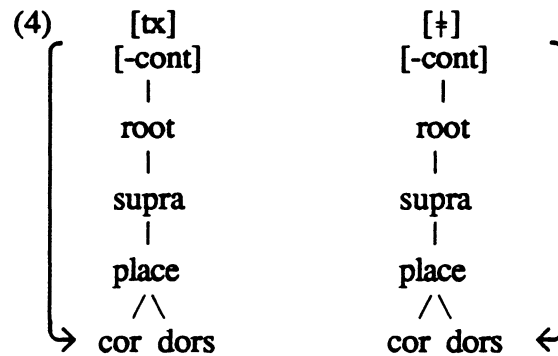 (4) [tx] [ǂ]
[-cont] [-cont]
root root
supra supra
place place
cor dors cor dors